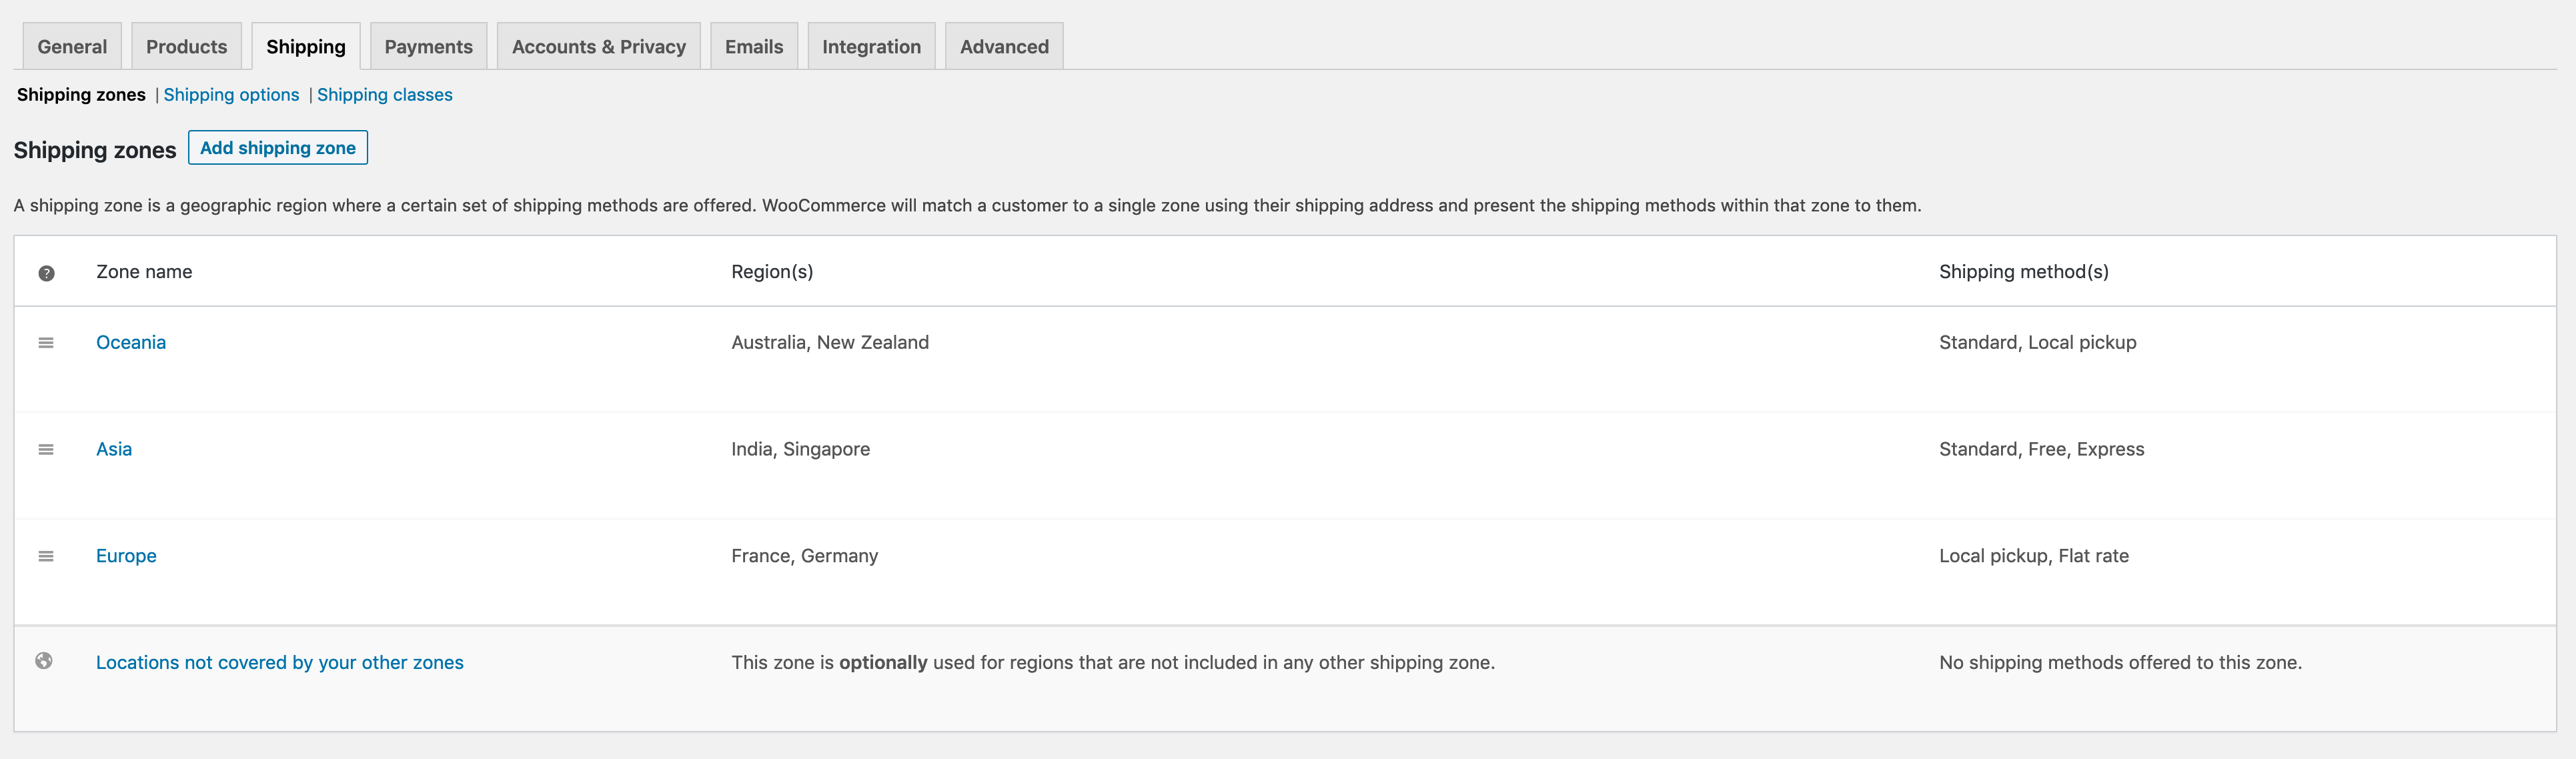 General Products Shipping Payments Accounts & Privacy Emails Integration Advanced
Shipping zones | Shipping options | Shipping classes
Shipping zones Add shipping zone
A shipping zone is a geographic region where a certain set of shipping methods are offered. WooCommerce will match a customer to a single zone using their shipping address and present the shipping methods within that zone to them.
? Zone name Region(s) Shipping method(s)
Oceania Australia, New Zealand Standard, Local pickup
Asia India, Singapore Standard, Free, Express
Europe France, Germany Local pickup, Flat rate
Locations not covered by your other zones This zone is optionally used for regions that are not included in any other shipping zone. No shipping methods offered to this zone.